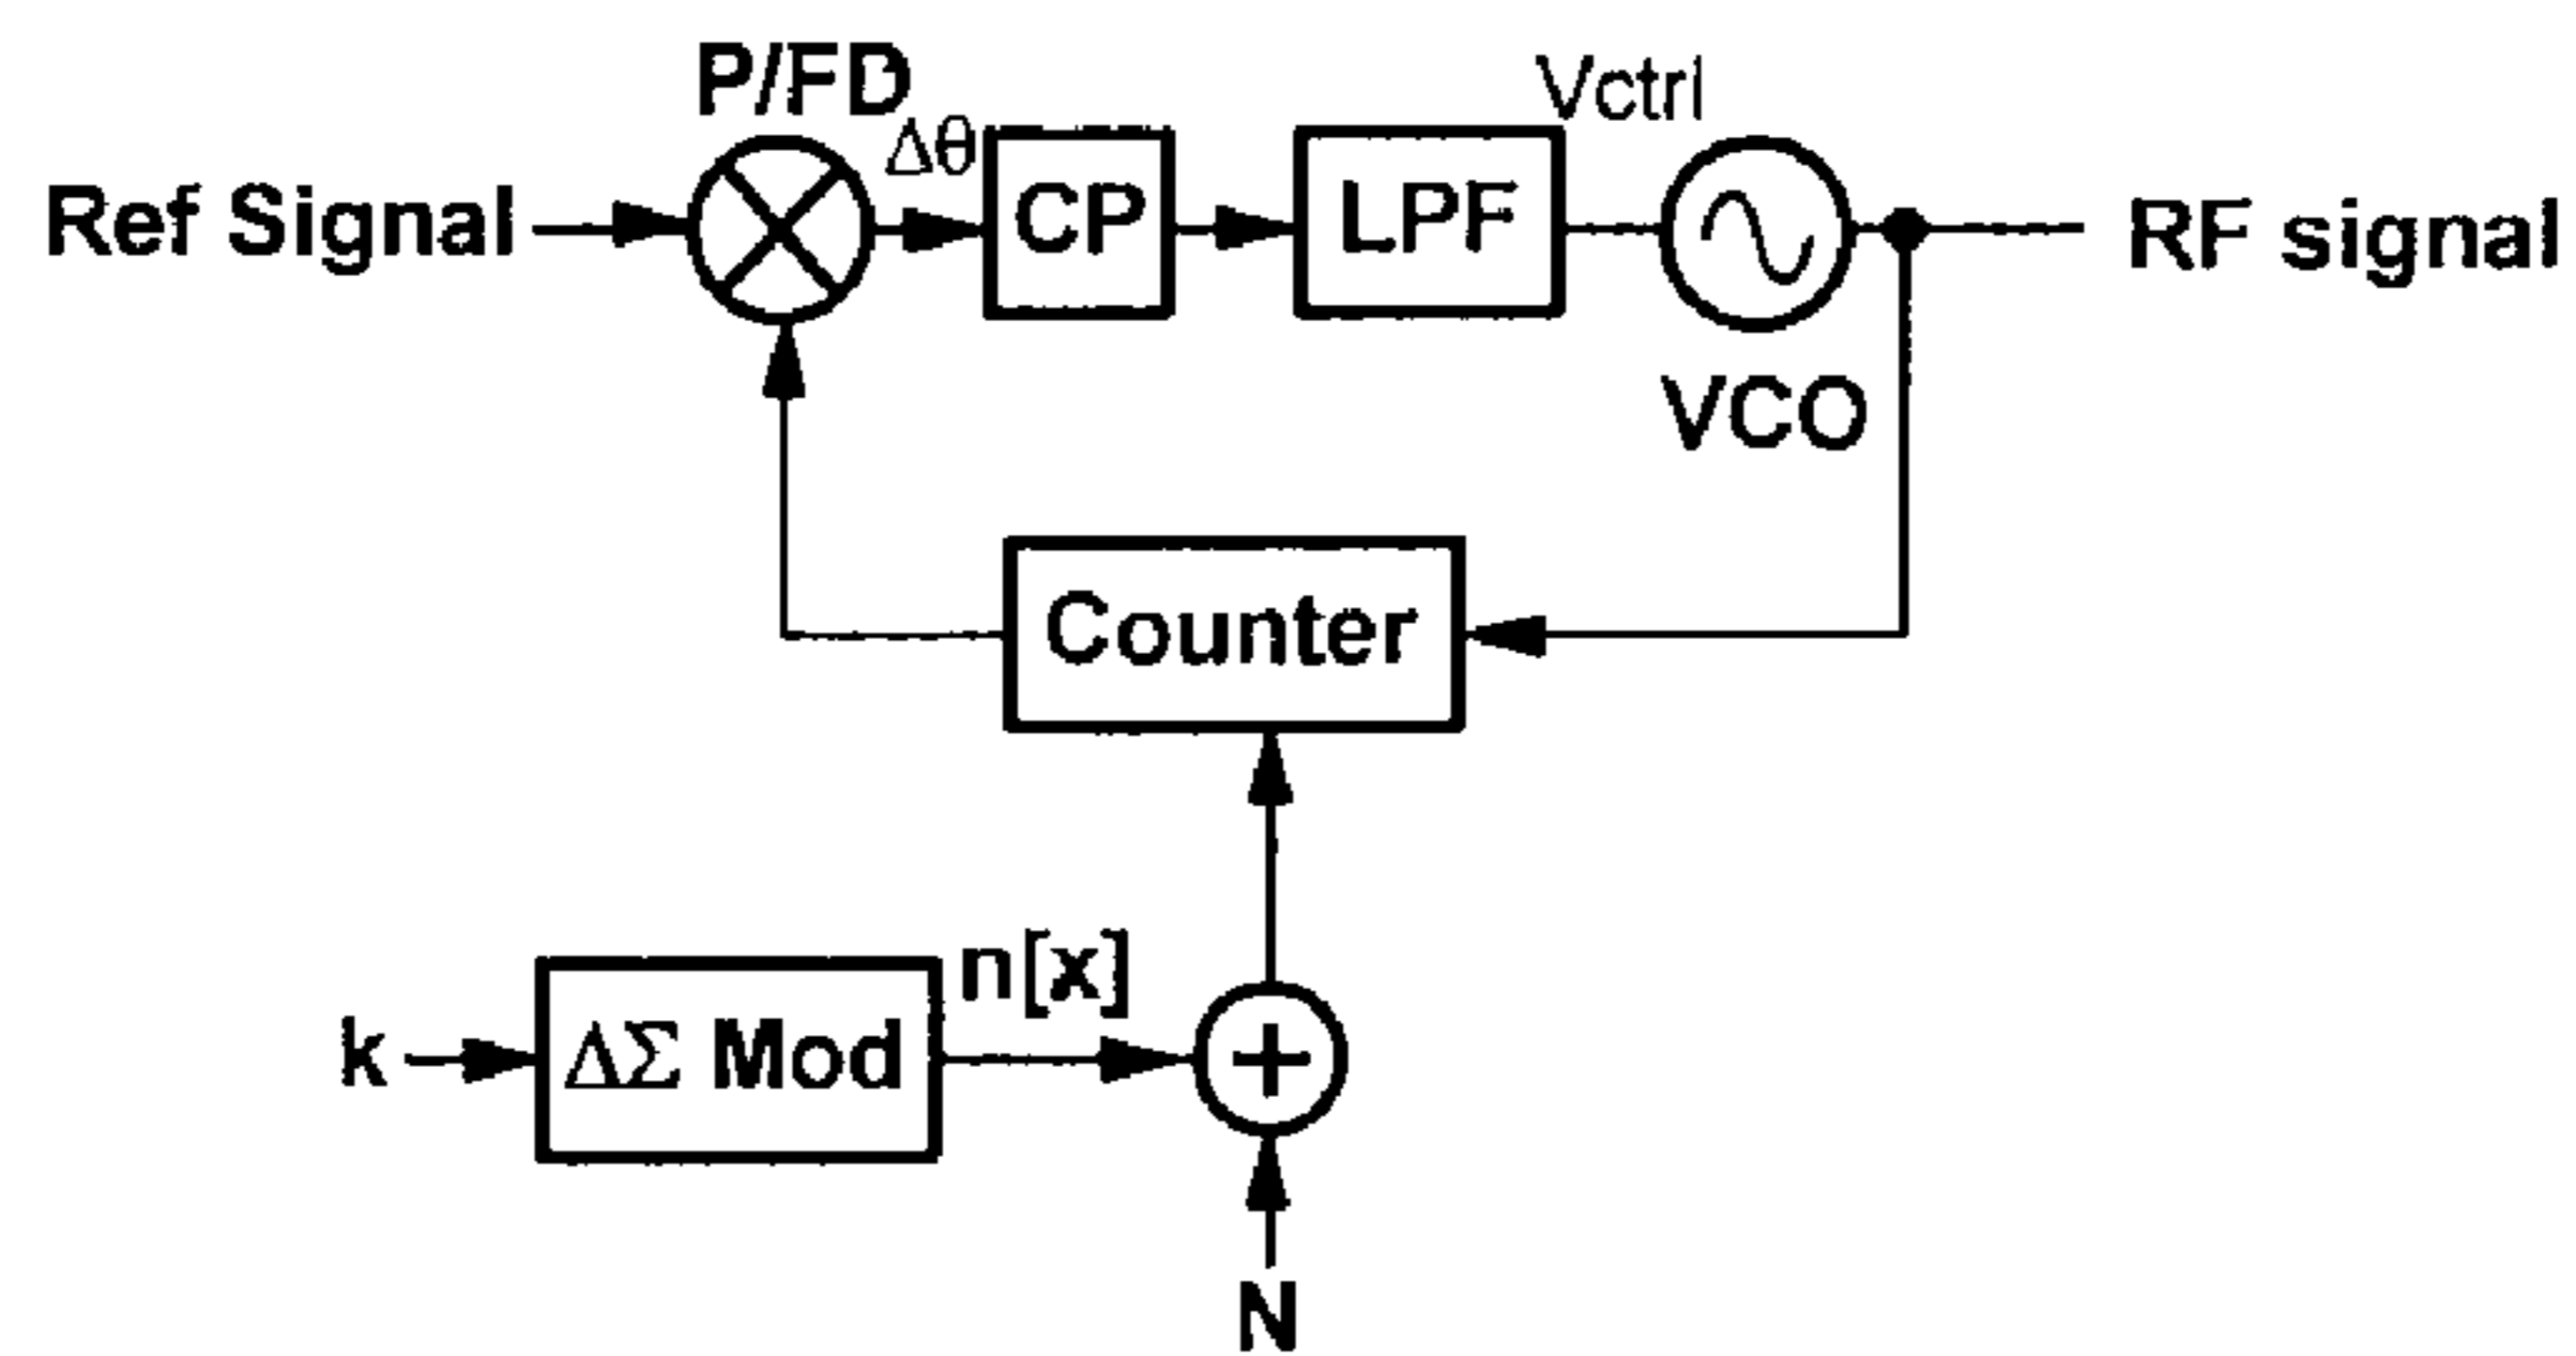 P/FD
Δθ
Vctrl
Ref Signal
CP
LPF
RF signal
VCO
Counter
n[x]
k
ΔΣ Mod
+
N